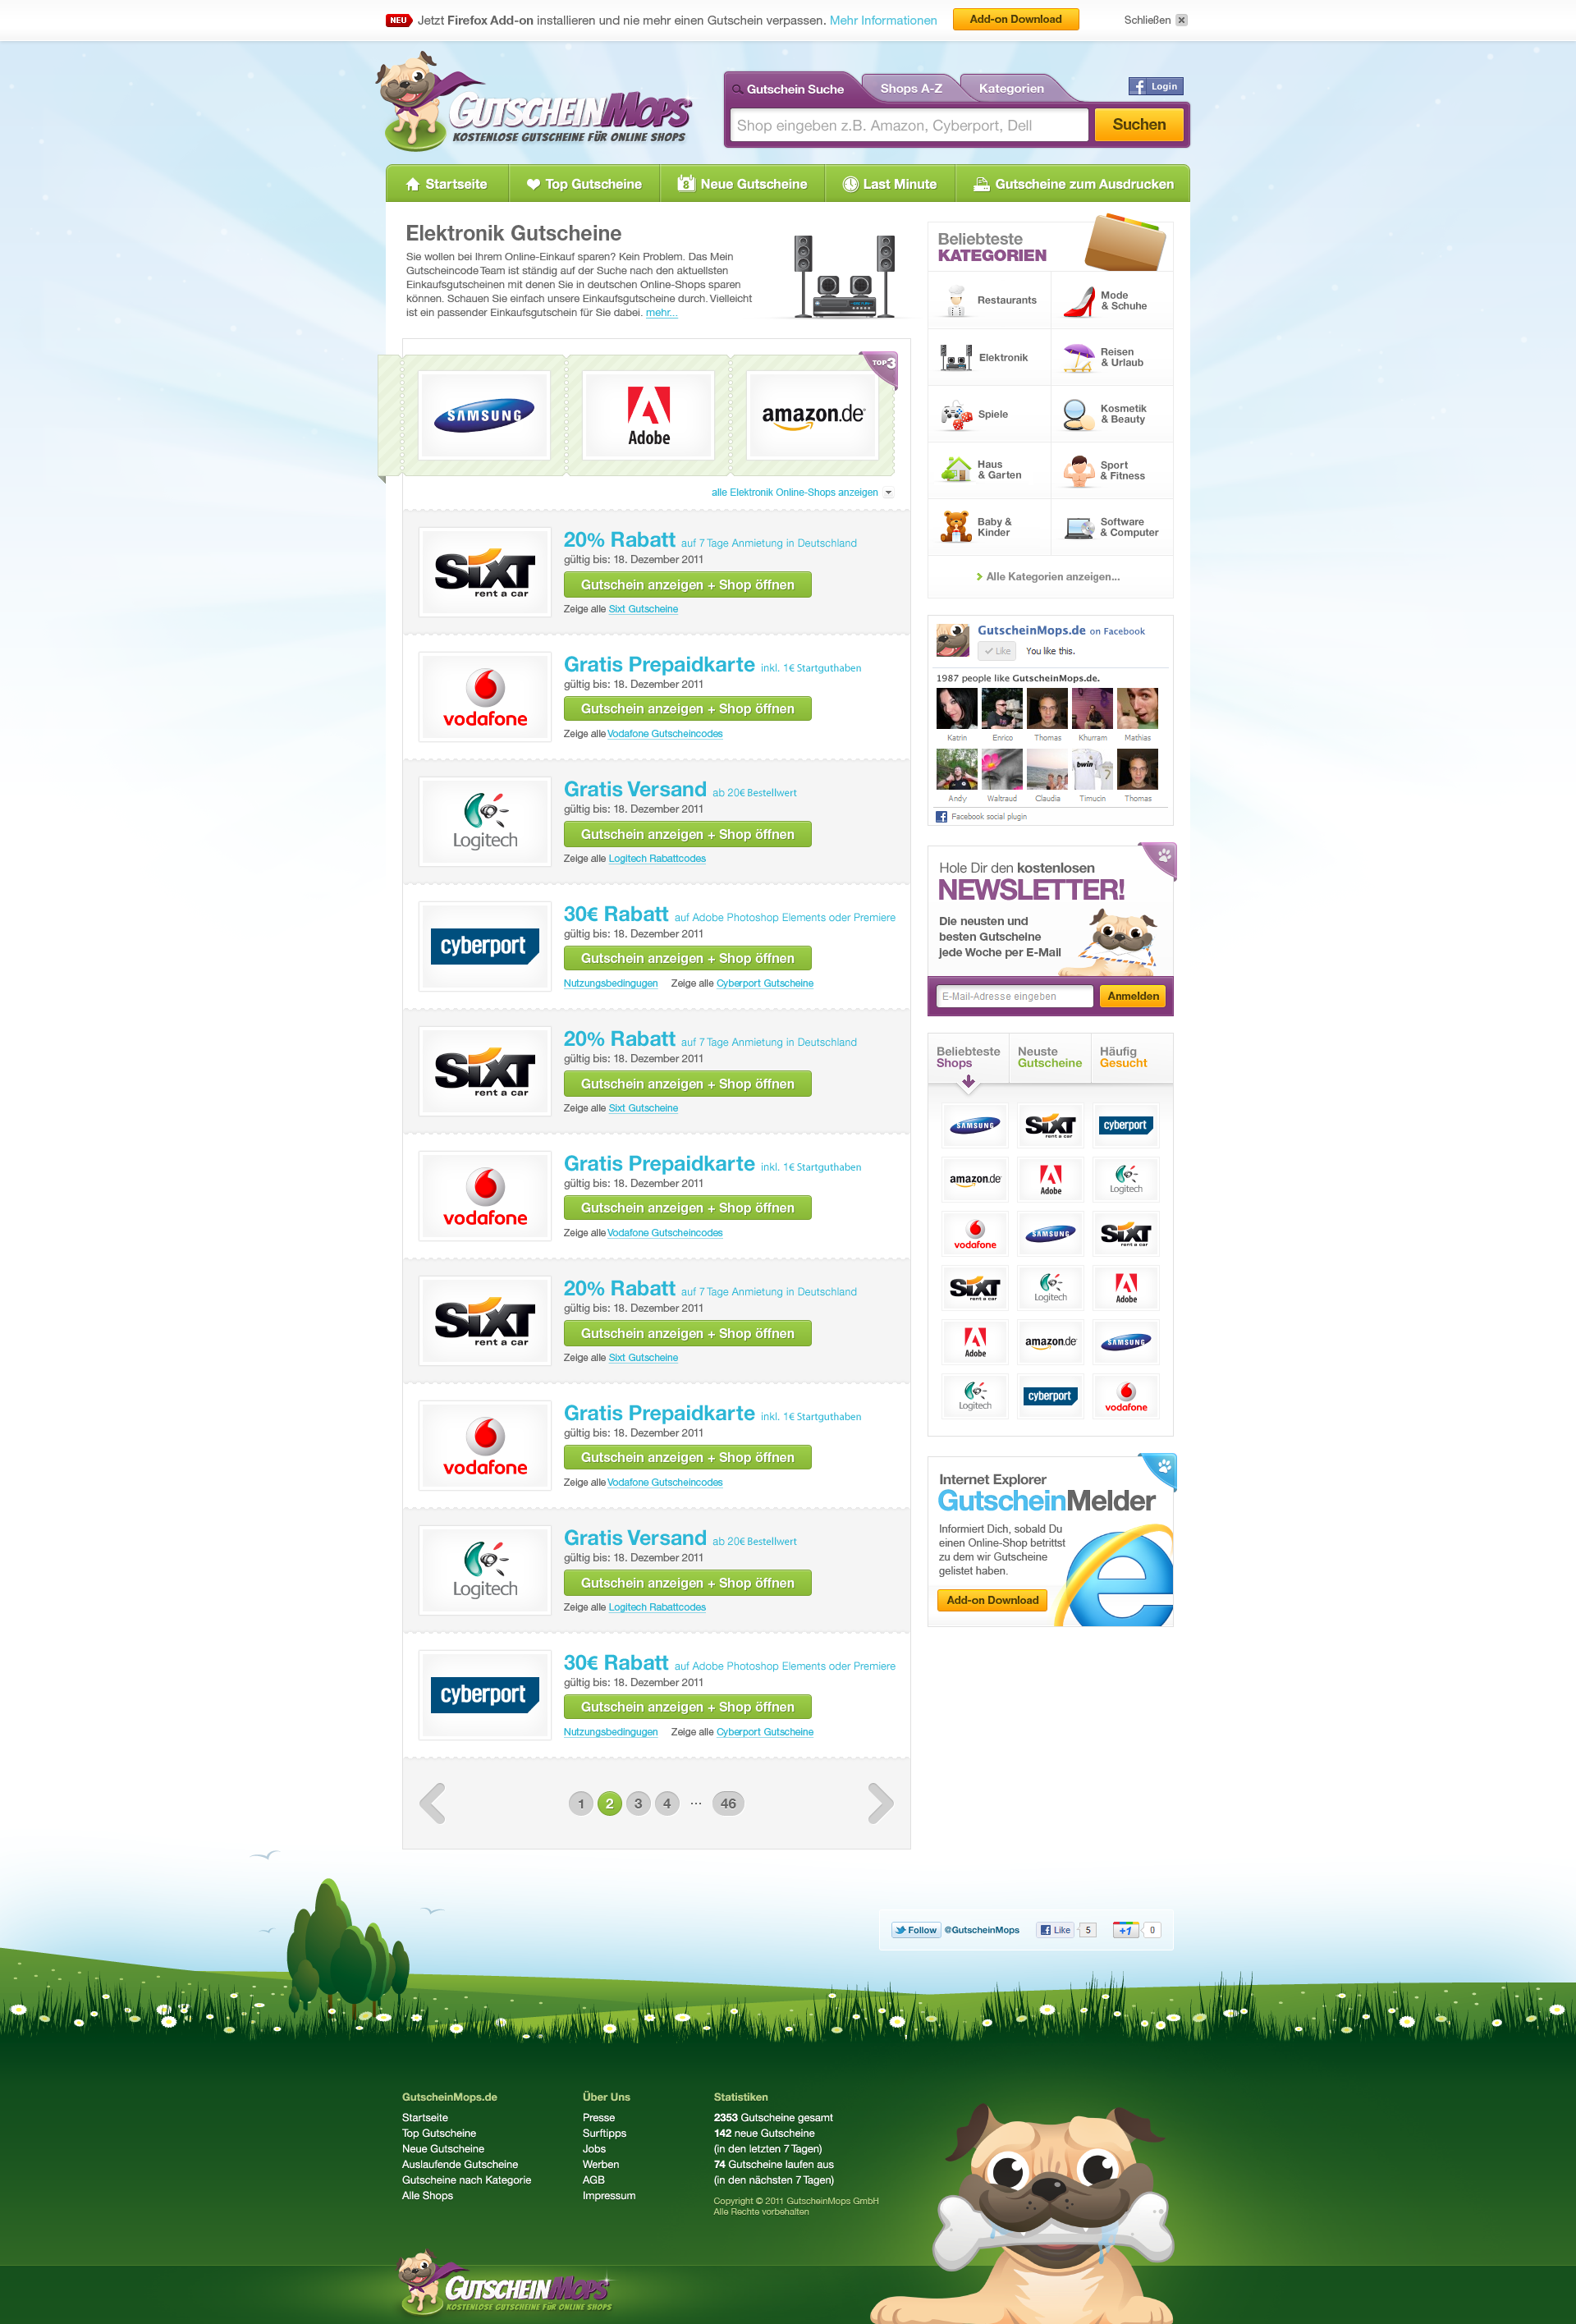 NEU Jetzt Firefox Add-on installieren und nie mehr einen Gutschein verpassen. Mehr Informationen Add-on Download Schließen
GUTSCHEINMOPS
KOSTENLOSE GUTSCHEINE FÜR ONLINE SHOPS
Gutschein Suche Shops A-Z Kategorien Login
Shop eingeben z.B. Amazon, Cyberport, Dell Suchen
Startseite Top Gutscheine 8 Neue Gutscheine Last Minute Gutscheine zum Ausdrucken
Elektronik Gutscheine
Sie wollen bei Ihrem Online-Einkauf sparen? Kein Problem. Das Mein
Gutscheincode Team ist ständig auf der Suche nach den aktuellsten
Einkaufsgutscheinen mit denen Sie in deutschen Online-Shops sparen
können. Schauen Sie einfach unsere Einkaufsgutscheine durch. Vielleicht
ist ein passender Einkaufsgutschein für Sie dabei. mehr...
TOP3
SAMSUNG
Adobe
amazon.de
alle Elektronik Online-Shops anzeigen
SIXT
rent a car
20% Rabatt auf 7 Tage Anmietung in Deutschland
gültig bis: 18. Dezember 2011
Gutschein anzeigen + Shop öffnen
Zeige alle Sixt Gutscheine
vodafone
Gratis Prepaidkarte inkl. 1€ Startguthaben
gültig bis: 18. Dezember 2011
Gutschein anzeigen + Shop öffnen
Zeige alle Vodafone Gutscheincodes
Logitech
Gratis Versand ab 20€ Bestellwert
gültig bis: 18. Dezember 2011
Gutschein anzeigen + Shop öffnen
Zeige alle Logitech Rabattcodes
cyberport
30€ Rabatt auf Adobe Photoshop Elements oder Premiere
gültig bis: 18. Dezember 2011
Gutschein anzeigen + Shop öffnen
Nutzungsbedingugen Zeige alle Cyberport Gutscheine
SIXT
rent a car
20% Rabatt auf 7 Tage Anmietung in Deutschland
gültig bis: 18. Dezember 2011
Gutschein anzeigen + Shop öffnen
Zeige alle Sixt Gutscheine
vodafone
Gratis Prepaidkarte inkl. 1€ Startguthaben
gültig bis: 18. Dezember 2011
Gutschein anzeigen + Shop öffnen
Zeige alle Vodafone Gutscheincodes
SIXT
rent a car
20% Rabatt auf 7 Tage Anmietung in Deutschland
gültig bis: 18. Dezember 2011
Gutschein anzeigen + Shop öffnen
Zeige alle Sixt Gutscheine
vodafone
Gratis Prepaidkarte inkl. 1€ Startguthaben
gültig bis: 18. Dezember 2011
Gutschein anzeigen + Shop öffnen
Zeige alle Vodafone Gutscheincodes
Logitech
Gratis Versand ab 20€ Bestellwert
gültig bis: 18. Dezember 2011
Gutschein anzeigen + Shop öffnen
Zeige alle Logitech Rabattcodes
cyberport
30€ Rabatt auf Adobe Photoshop Elements oder Premiere
gültig bis: 18. Dezember 2011
Gutschein anzeigen + Shop öffnen
Nutzungsbedingugen Zeige alle Cyberport Gutscheine
1 2 3 4 ... 46
Beliebteste
KATEGORIEN
Restaurants
Mode
& Schuhe
Elektronik
Reisen
& Urlaub
Spiele
Kosmetik
& Beauty
Haus
& Garten
Sport
& Fitness
Baby &
Kinder
Software
& Computer
Alle Kategorien anzeigen...
GutscheinMops.de on Facebook
Like You like this.
1987 people like GutscheinMops.de.
Katrin Enrico Thomas Khurram Mathias
bwin
Andy Waltraud Claudia Timucin Thomas
Facebook social plugin
Hole Dir den kostenlosen
NEWSLETTER!
Die neusten und
besten Gutscheine
jede Woche per E-Mail
E-Mail-Adresse eingeben Anmelden
Beliebteste
Shops
Neuste
Gutscheine
Häufig
Gesucht
SAMSUNG SIXT rent a car cyberport
amazon.de Adobe Logitech
vodafone SAMSUNG SIXT rent a car
SIXT rent a car Logitech Adobe
Adobe amazon.de SAMSUNG
Logitech cyberport vodafone
Internet Explorer
GutscheinMelder
Informiert Dich, sobald Du
einen Online-Shop betrittst
zu dem wir Gutscheine
gelistet haben.
Add-on Download
Follow @GutscheinMops Like 5 +1 0
GutscheinMops.de
Startseite
Top Gutscheine
Neue Gutscheine
Auslaufende Gutscheine
Gutscheine nach Kategorie
Alle Shops
Über Uns
Presse
Surftipps
Jobs
Werben
AGB
Impressum
Statistiken
2353 Gutscheine gesamt
142 neue Gutscheine
(in den letzten 7 Tagen)
74 Gutscheine laufen aus
(in den nächsten 7 Tagen)
Copyright © 2011 GutscheinMops GmbH
Alle Rechte vorbehalten
GUTSCHEINMOPS
KOSTENLOSE GUTSCHEINE FÜR ONLINE SHOPS